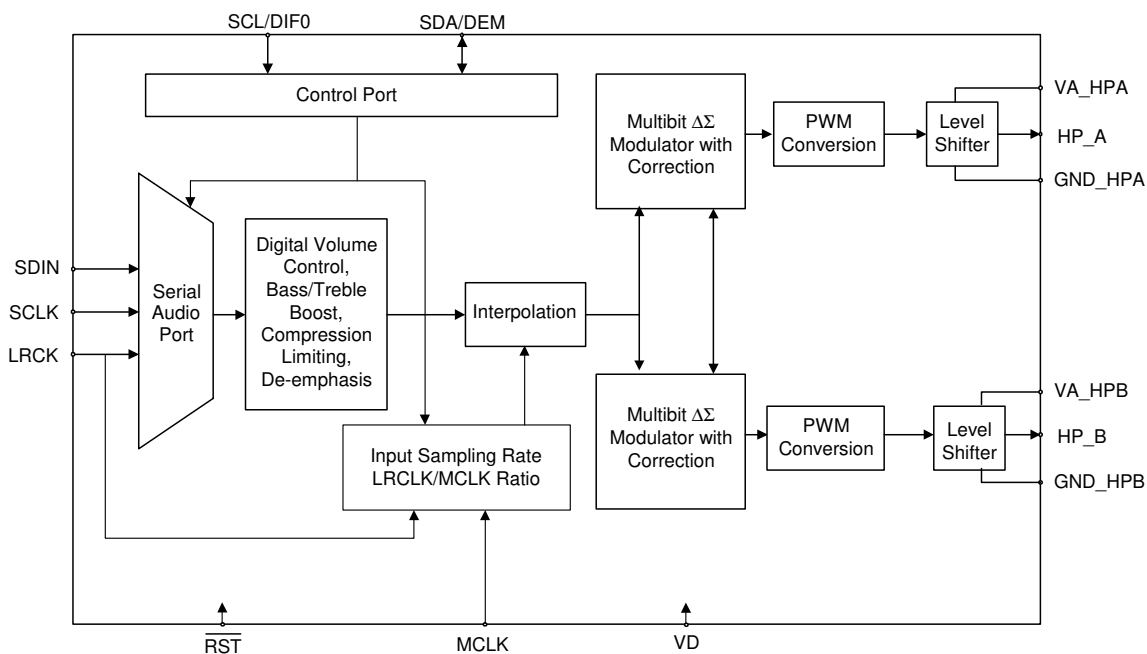 SCL/DIF0
SDA/DEM
Control Port
Multibit ΔΣ
Modulator with
Correction
PWM
Conversion
Level
Shifter
VA_HPA
HP_A
GND_HPA
SDIN
SCLK
LRCK
Serial
Audio
Port
Digital Volume
Control,
Bass/Treble
Boost,
Compression
Limiting,
De-emphasis
Interpolation
Input Sampling Rate
LRCLK/MCLK Ratio
Multibit ΔΣ
Modulator with
Correction
PWM
Conversion
Level
Shifter
VA_HPB
HP_B
GND_HPB
RST
MCLK
VD